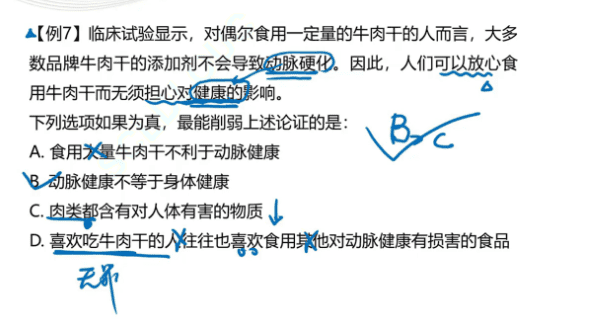 【例7】临床试验显示，对偶尔食用一定量的牛肉干的人而言，大多
数品牌牛肉干的添加剂不会导致动脉硬化。因此，人们可以放心食
用牛肉干而无须担心对健康的影响。
下列选项如果为真，最能削弱上述论证的是：
B>C
A. 食用大量牛肉干不利于动脉健康
B. 动脉健康不等于身体健康
C. 肉类都含有对人体有害的物质
D. 喜欢吃牛肉干的人往往也喜欢食用其他对动脉健康有损害的食品